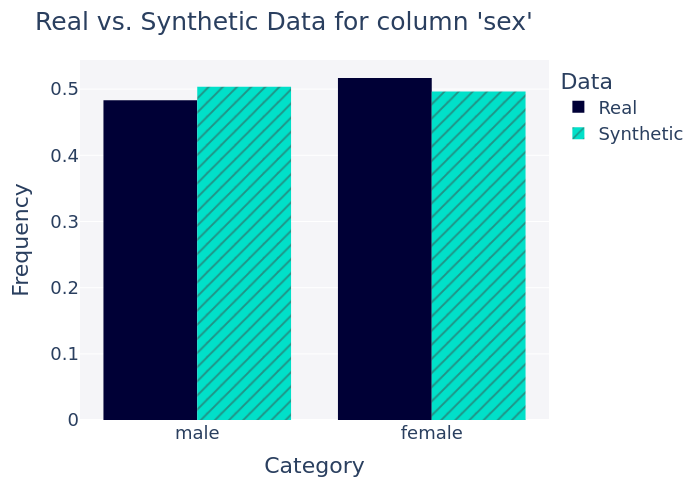 Real vs. Synthetic Data for column 'sex'
Data
Real
Synthetic
Frequency
0.5
0.4
0.3
0.2
0.1
0
male female
Category